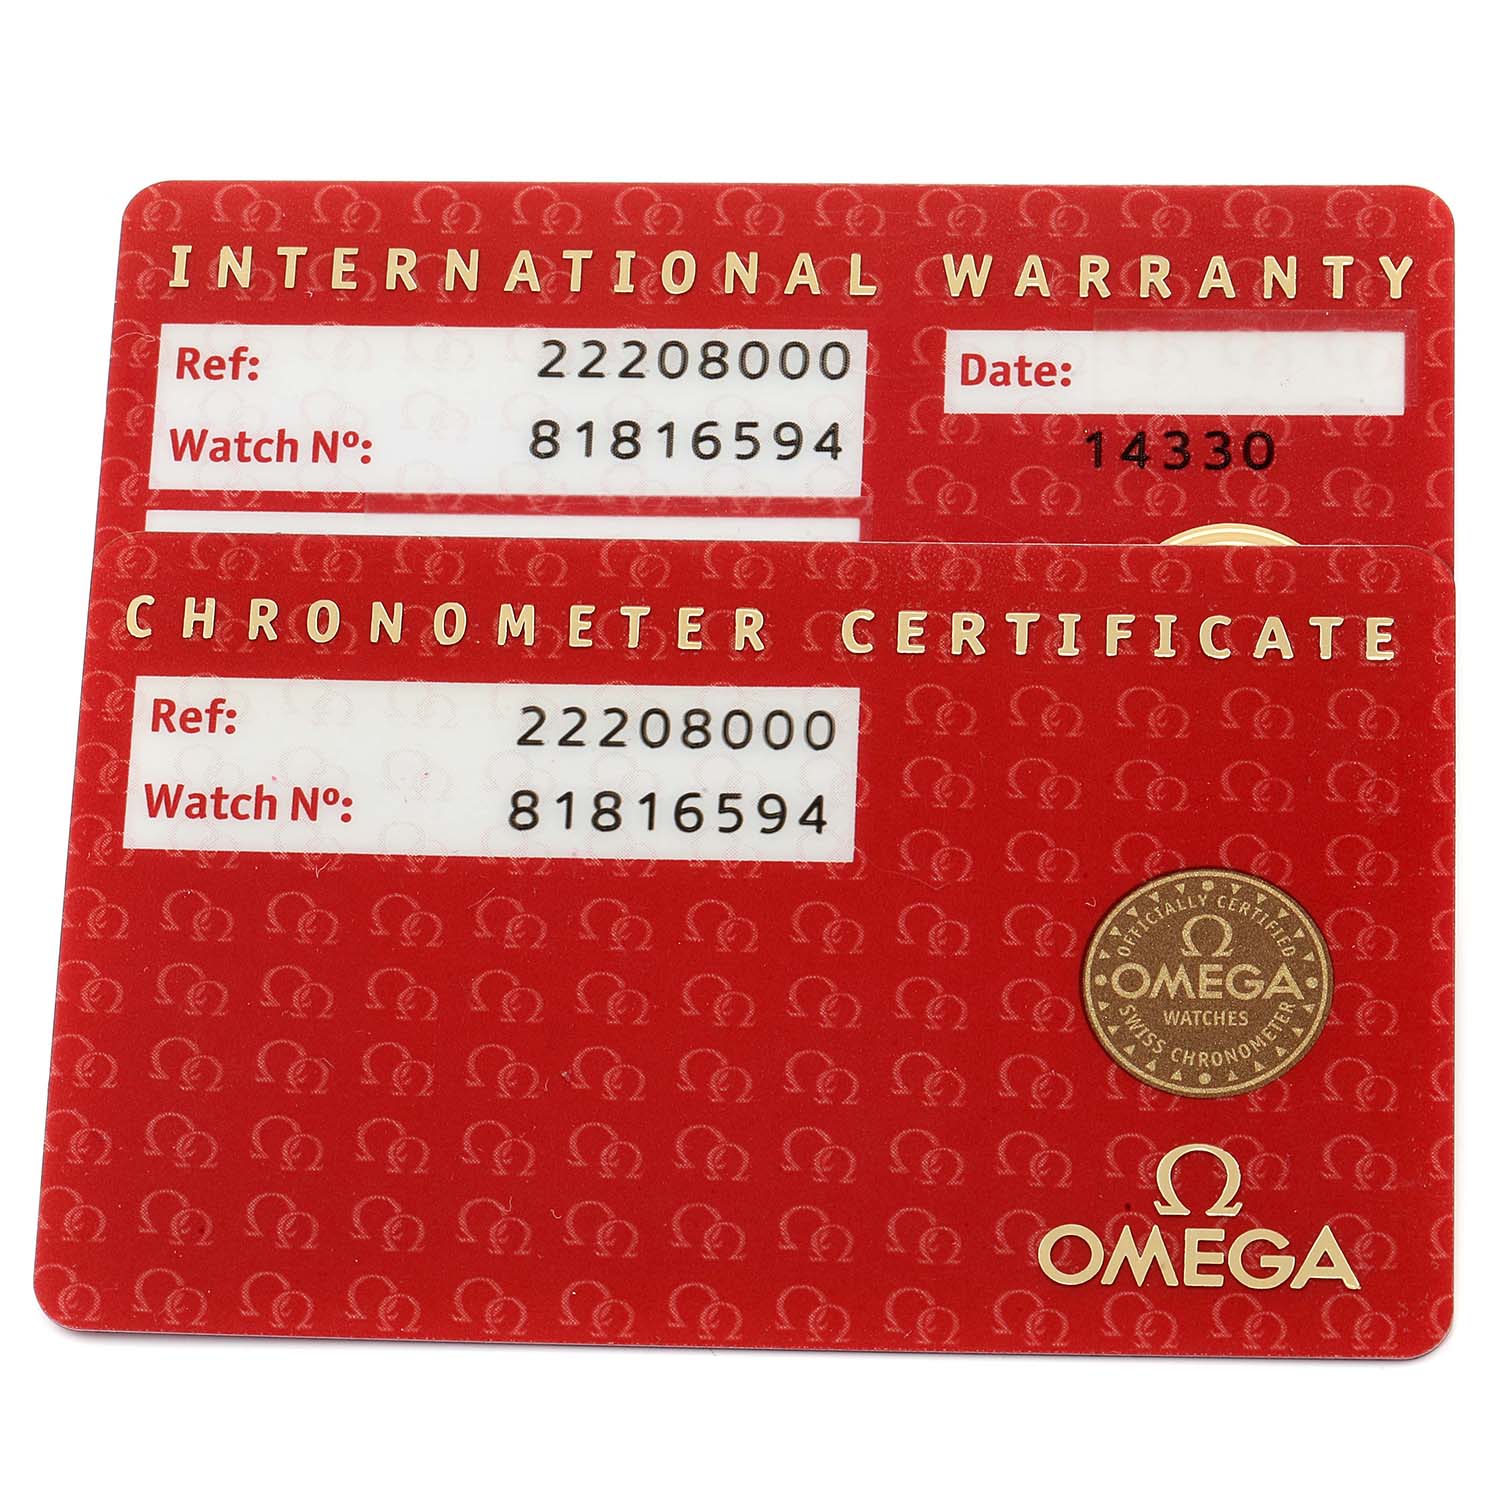 INTERNATIONAL WARRANTY
Ref: 22208000
Watch Nº: 81816594
Date:
14330
CHRONOMETER CERTIFICATE
Ref: 22208000
Watch Nº: 81816594
OFFICIALLY CERTIFIED
Ω
OMEGA
WATCHES
SWISS CHRONOMETER
Ω
OMEGA